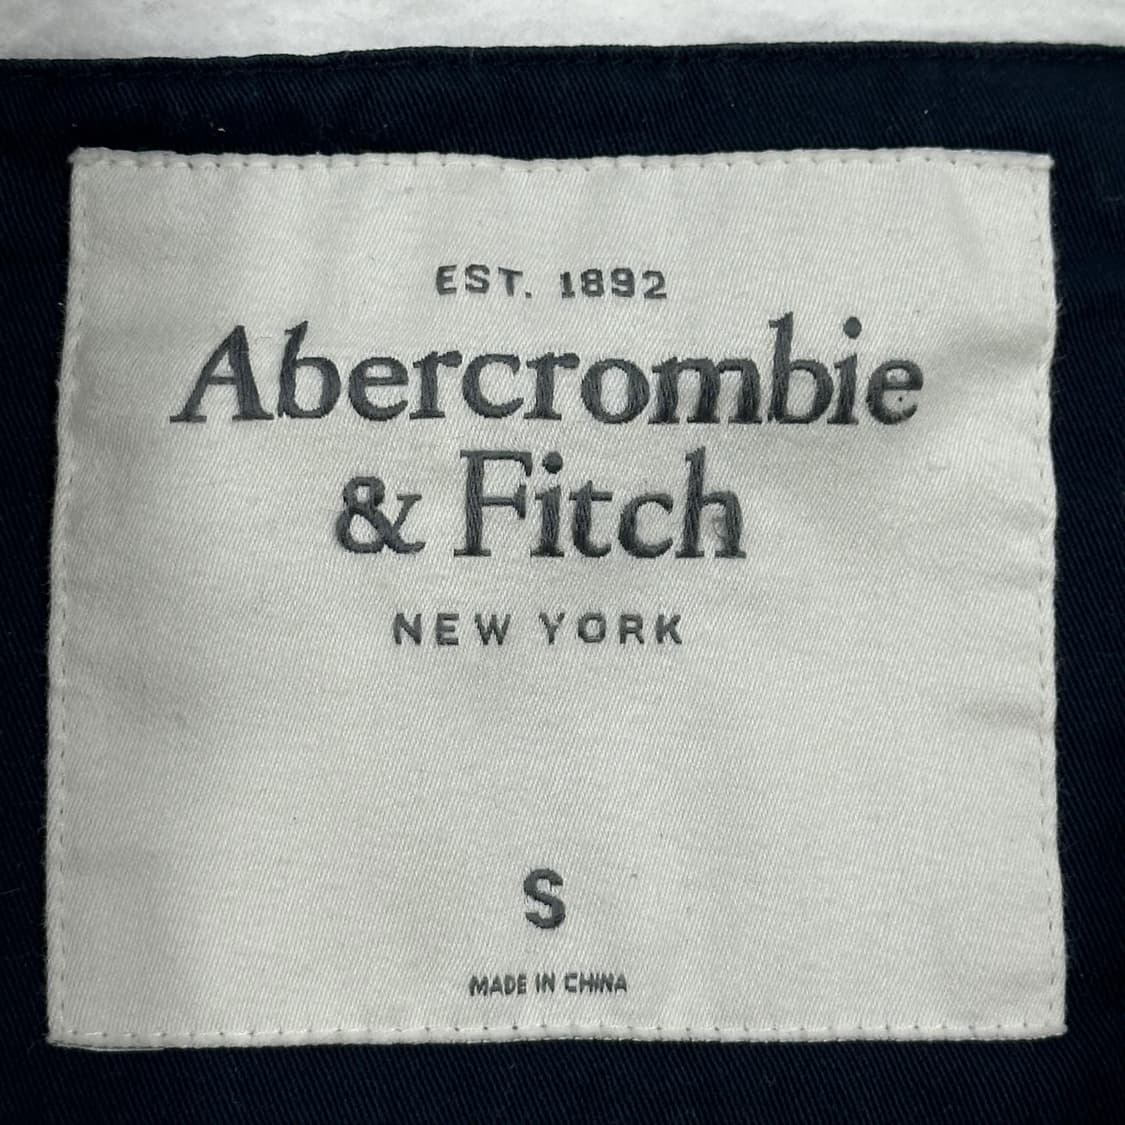 EST. 1892
Abercrombie
& Fitch
NEW YORK
S
MADE IN CHINA